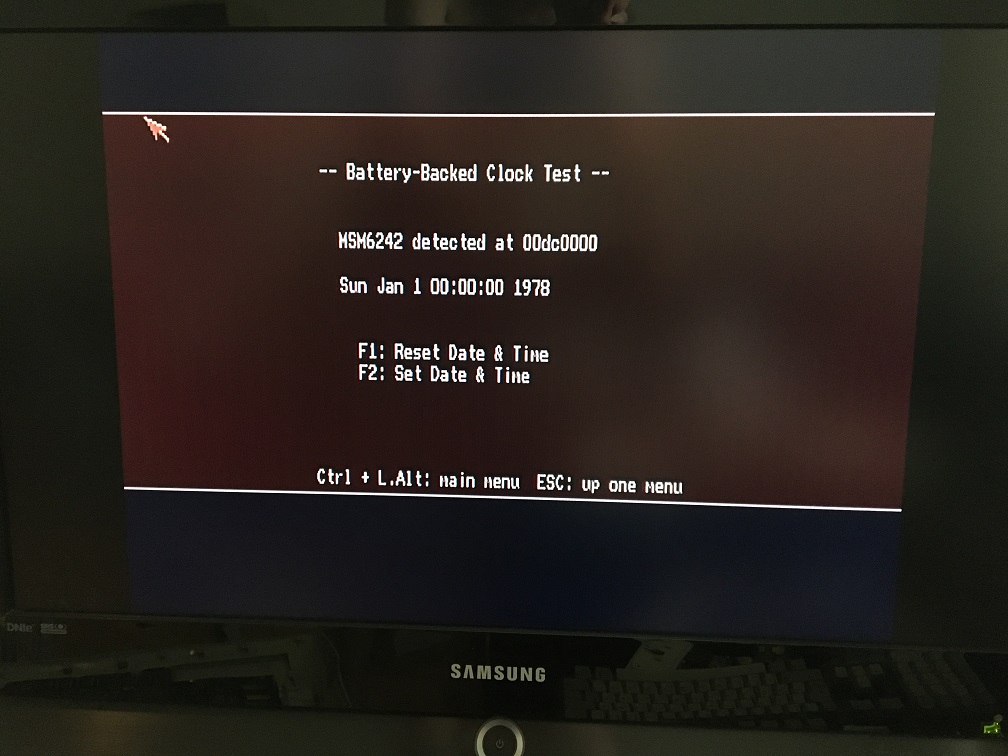 -- Battery-Backed Clock Test --
MSM6242 detected at 00dc0000
Sun Jan 1 00:00:00 1978
F1: Reset Date & Time
F2: Set Date & Time
Ctrl + L.Alt: main menu ESC: up one menu
DNIe
SAMSUNG